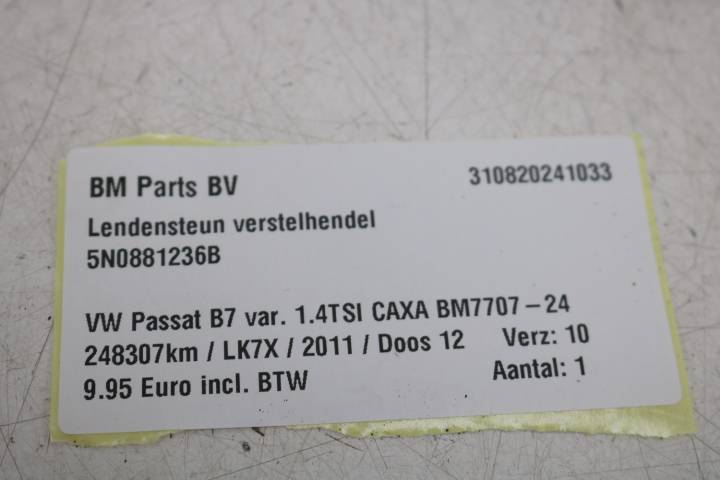 BM Parts BV 310820241033
Lendensteun verstelhendel
5N0881236B
VW Passat B7 var. 1.4TSI CAXA BM7707-24
248307km / LK7X / 2011 / Doos 12 Verz: 10
9.95 Euro incl. BTW Aantal: 1